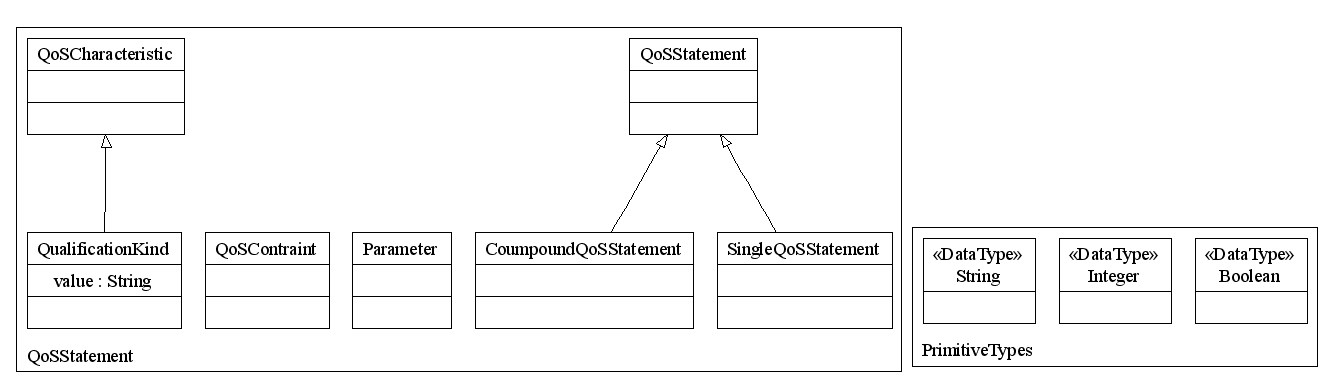 QoSCharacteristic
QoSStatement
QualificationKind
value : String
QoSContraint
Parameter
CoumpoundQoSStatement
SingleQoSStatement
QoSStatement
«DataType»
String
«DataType»
Integer
«DataType»
Boolean
PrimitiveTypes